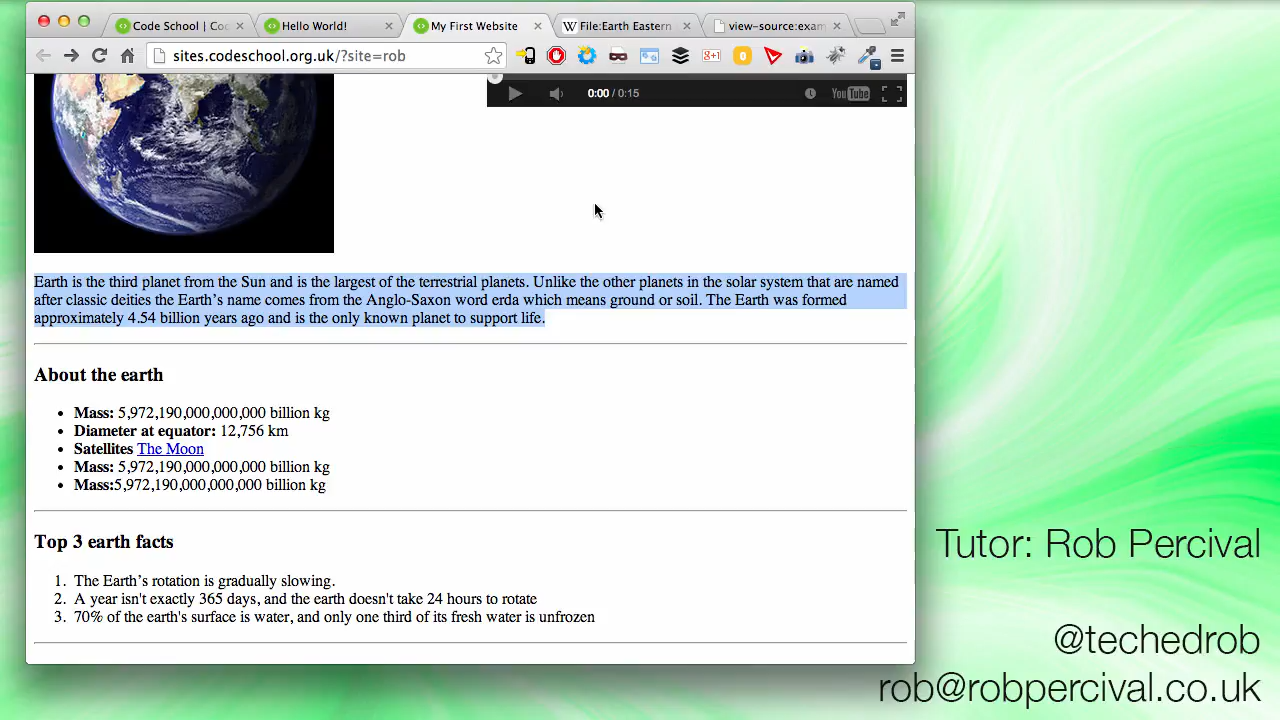 Code School | Co
Hello World!
My First Website
W File:Earth Eastern
view-source:exam
sites.codeschool.org.uk/?site=rob
g+1
0
0:00 / 0:15
YouTube
Earth is the third planet from the Sun and is the largest of the terrestrial planets. Unlike the other planets in the solar system that are named
after classic deities the Earth’s name comes from the Anglo-Saxon word erda which means ground or soil. The Earth was formed
approximately 4.54 billion years ago and is the only known planet to support life.
About the earth
• Mass: 5,972,190,000,000,000 billion kg
• Diameter at equator: 12,756 km
• Satellites The Moon
• Mass: 5,972,190,000,000,000 billion kg
• Mass:5,972,190,000,000,000 billion kg
Top 3 earth facts
1. The Earth’s rotation is gradually slowing.
2. A year isn't exactly 365 days, and the earth doesn't take 24 hours to rotate
3. 70% of the earth's surface is water, and only one third of its fresh water is unfrozen
Tutor: Rob Percival
@techedrob
rob@robpercival.co.uk